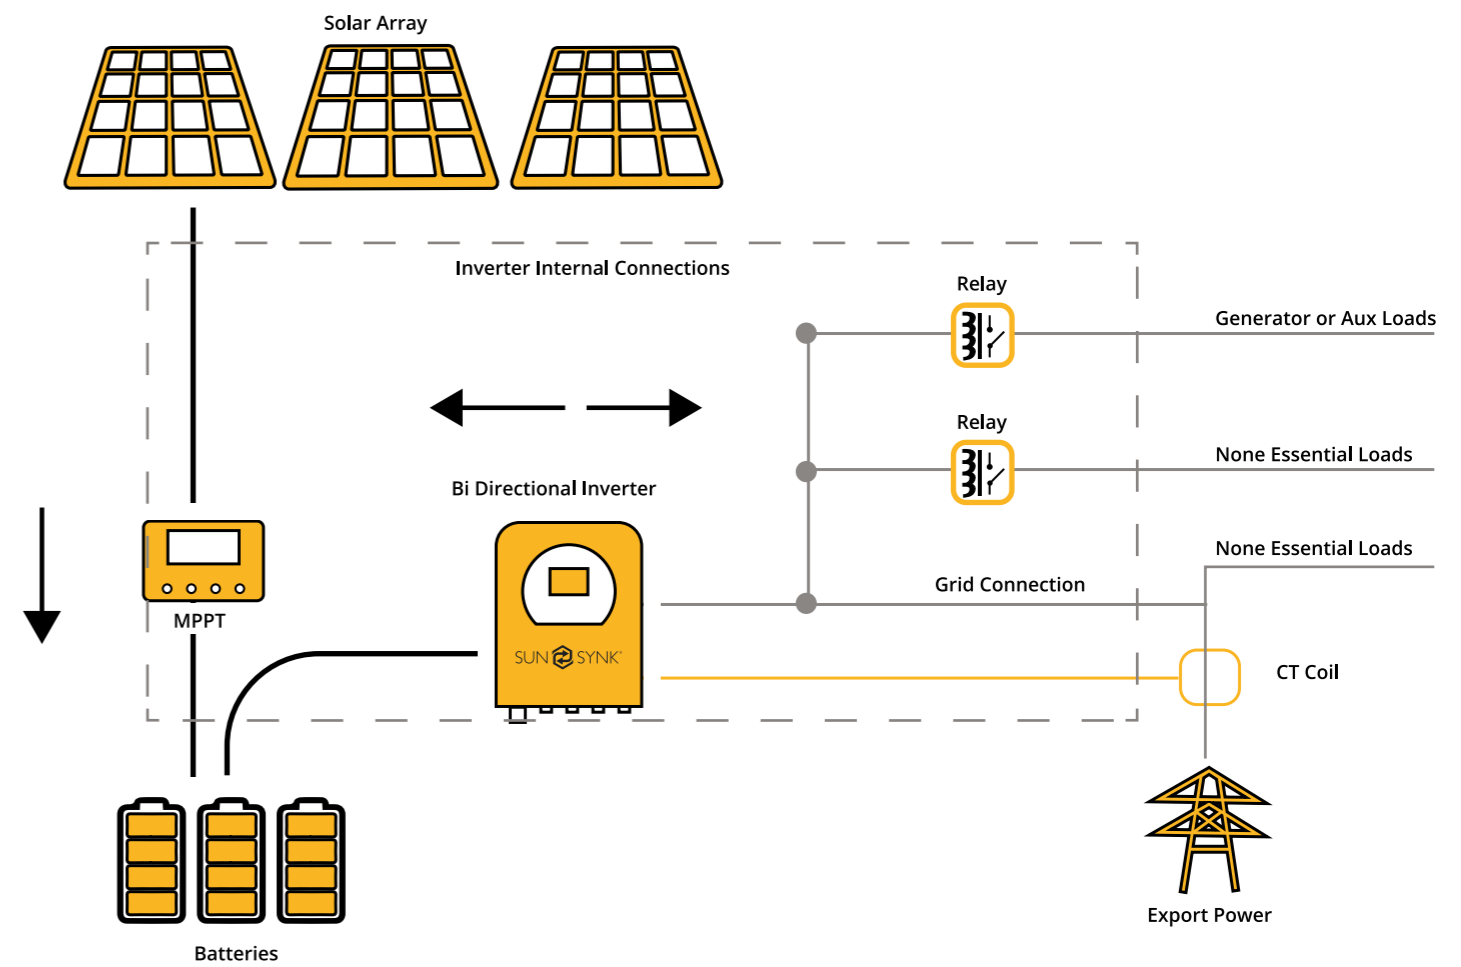 Solar Array
Inverter Internal Connections
Relay
Generator or Aux Loads
Relay
None Essential Loads
Bi Directional Inverter
None Essential Loads
Grid Connection
MPPT
SUN SYNK™
CT Coil
Export Power
Batteries